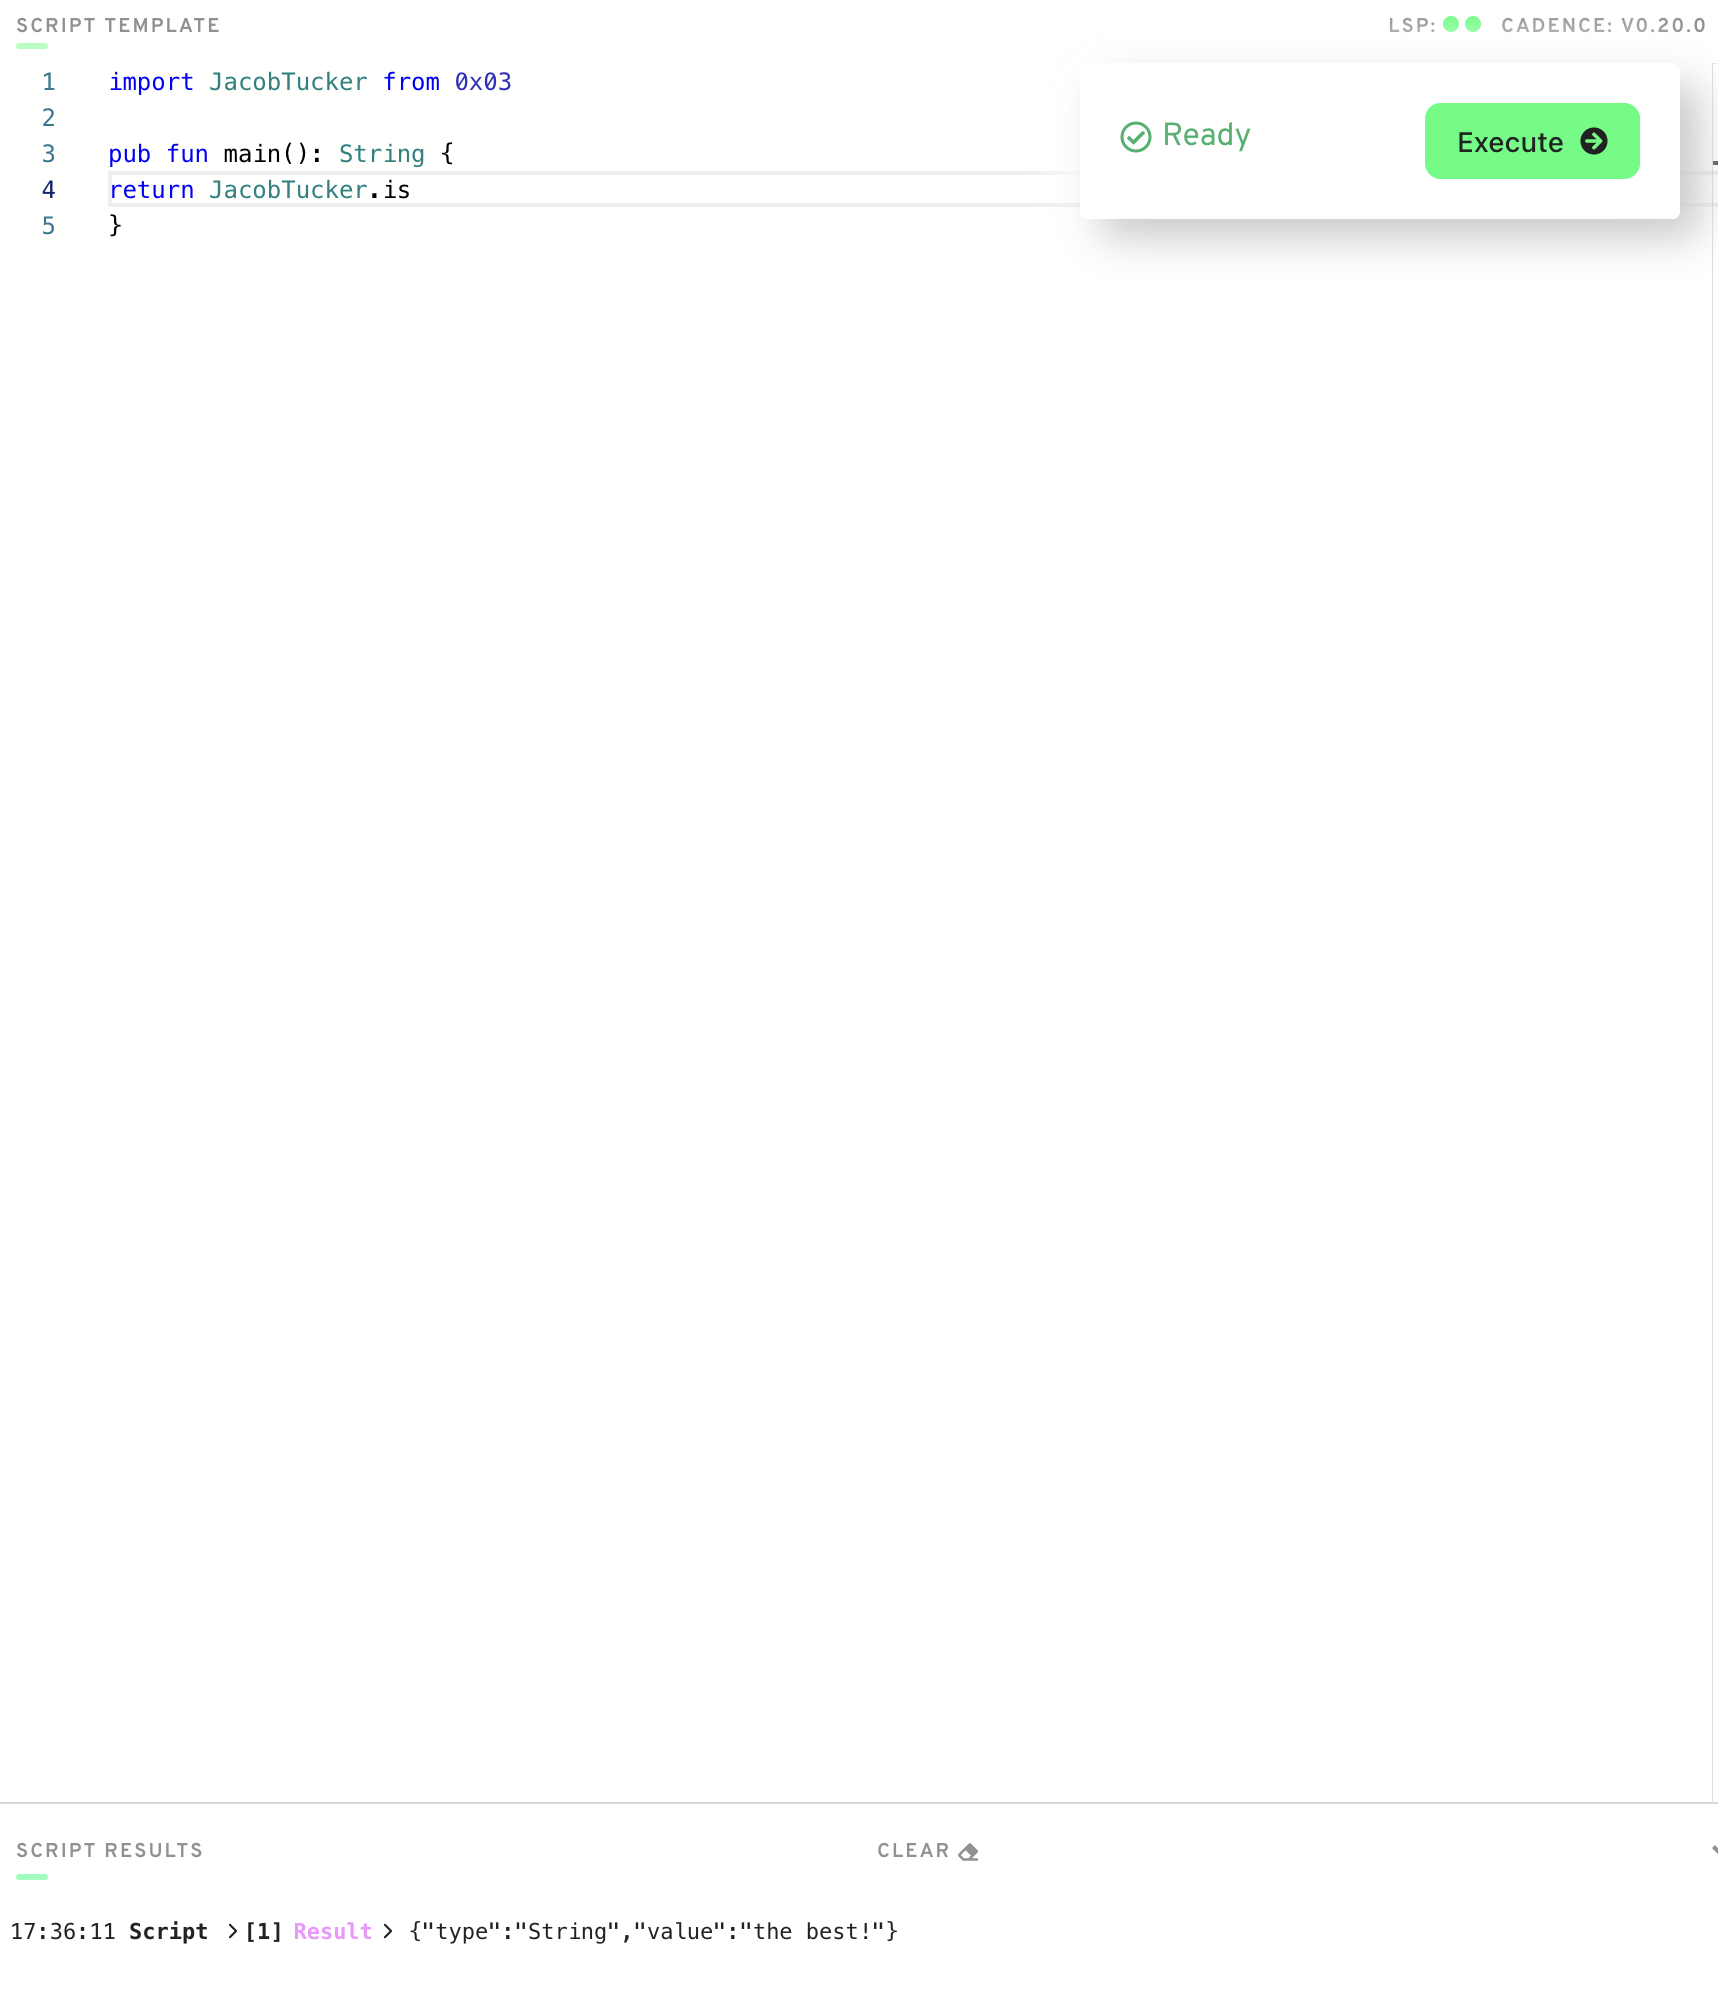 SCRIPT TEMPLATE
LSP: CADENCE: V0.20.0
1 import JacobTucker from 0x03
2
3 pub fun main(): String {
4 return JacobTucker.is
5 }
Ready
Execute
SCRIPT RESULTS
CLEAR
17:36:11 Script >[1] Result > {"type":"String","value":"the best!"}